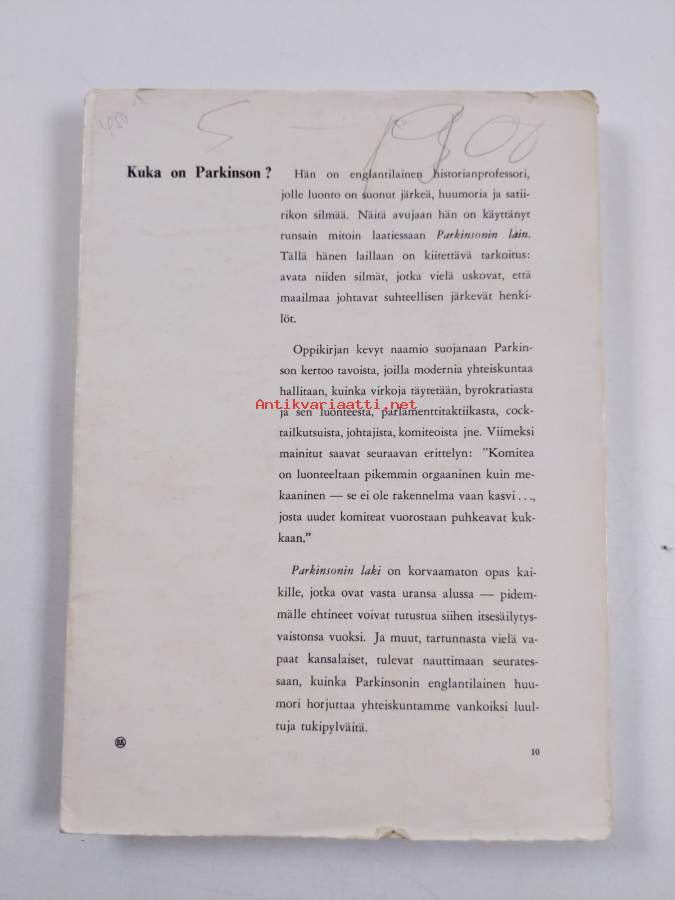 450
5 — 1900
Kuka on Parkinson?
Hän on englantilainen historianprofessori,
jolle luonto on suonut järkeä, huumoria ja satii-
rikon silmää. Näitä avujaan hän on käyttänyt
runsain mitoin laatiessaan Parkinsonin lain.
Tällä hänen laillaan on kiitettävä tarkoitus:
avata niiden silmät, jotka vielä uskovat, että
maailmaa johtavat suhteellisen järkevät henki-
löt.
Oppikirjan kevyt naamio suojanaan Parkin-
son kertoo tavoista, joilla modernia yhteiskuntaa
hallitaan, kuinka virkoja täytetään, byrokratiasta
Antikvariaatti.net
ja sen luonteesta, parlamenttitaktiikasta, cock-
tailkutsuista, johtajista, komiteoista jne. Viimeksi
mainitut saavat seuraavan erittelyn: "Komitea
on luonteeltaan pikemmin orgaaninen kuin me-
kaaninen — se ei ole rakennelma vaan kasvi . . .,
josta uudet komiteat vuorostaan puhkeavat kuk-
kaan."
Parkinsonin laki on korvaamaton opas kai-
kille, jotka ovat vasta uransa alussa — pidem-
mälle ehtineet voivat tutustua siihen itsesäilytys-
vaistonsa vuoksi. Ja muut, tartunnasta vielä va-
paat kansalaiset, tulevat nauttimaan seurates-
saan, kuinka Parkinsonin englantilainen huu-
mori horjuttaa yhteiskuntamme vankoiksi luul-
tuja tukipylväitä.
10